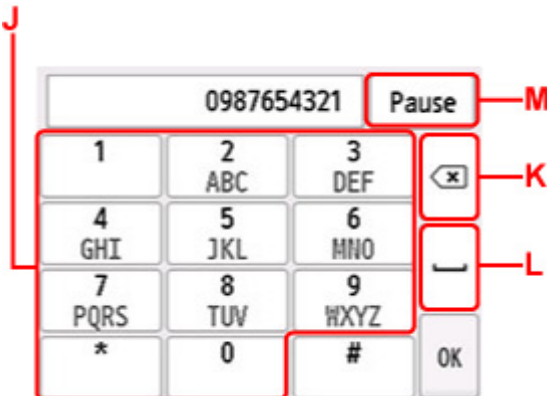 J
0987654321 Pause M
1 2 3 K
ABC DEF
4 5 6
GHI JKL MNO L
7 8 9
PQRS TUV WXYZ
* 0 # OK